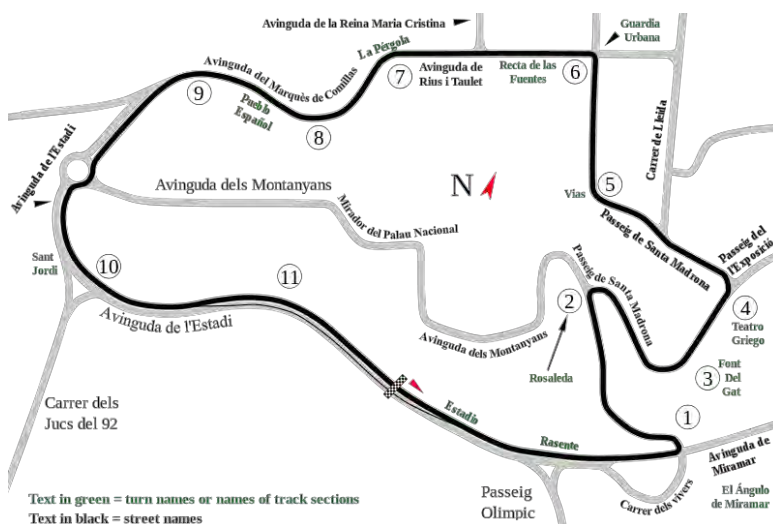 Avinguda de la Reina Maria Cristina
Guardia
Urbana
La Pérgola
Avinguda del Marquès de Comillas
7
Avinguda de
Rius i Taulet
Recta de las
Fuentes
6
9
Pueblo
Español
8
Carrer de Lleida
Avinguda de l'Estadi
Avinguda dels Montanyans
N
Vias
5
Mirador del Palau Nacional
Passeig de Santa Madrona
Passeig del
l'Exposició
Sant
Jordi
10
11
2
Passeig de Santa Madrona
4
Teatro
Griego
Avinguda de l'Estadi
Avinguda dels Montanyans
Rosaleda
3
Font
Del
Gat
Carrer dels
Jucs del 92
Estadio
Rasente
1
Avinguda de
Miramar
Carrer dels vivers
El Ángulo
de Miramar
Passeig
Olimpic
Text in green = turn names or names of track sections
Text in black = street names